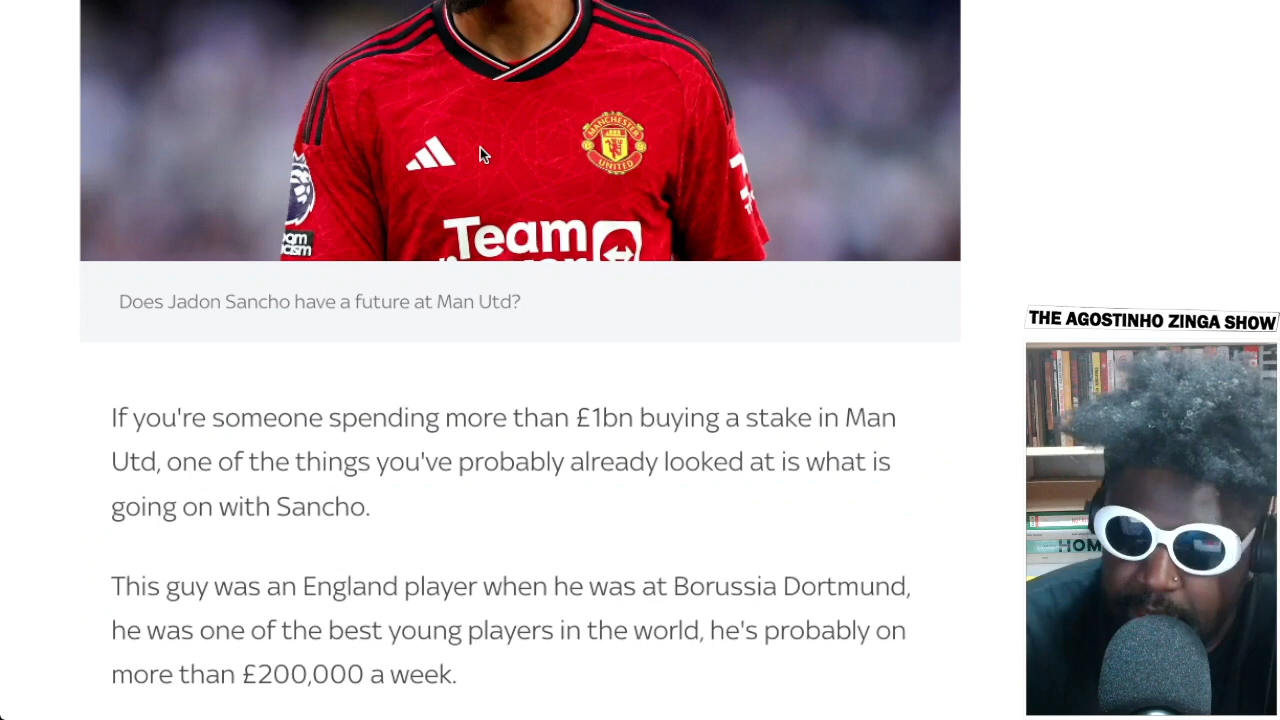 MANCHESTER
UNITED
Team
Does Jadon Sancho have a future at Man Utd?
If you're someone spending more than £1bn buying a stake in Man
Utd, one of the things you've probably already looked at is what is
going on with Sancho.
This guy was an England player when he was at Borussia Dortmund,
he was one of the best young players in the world, he's probably on
more than £200,000 a week.
THE AGOSTINHO ZINGA SHOW
HOM